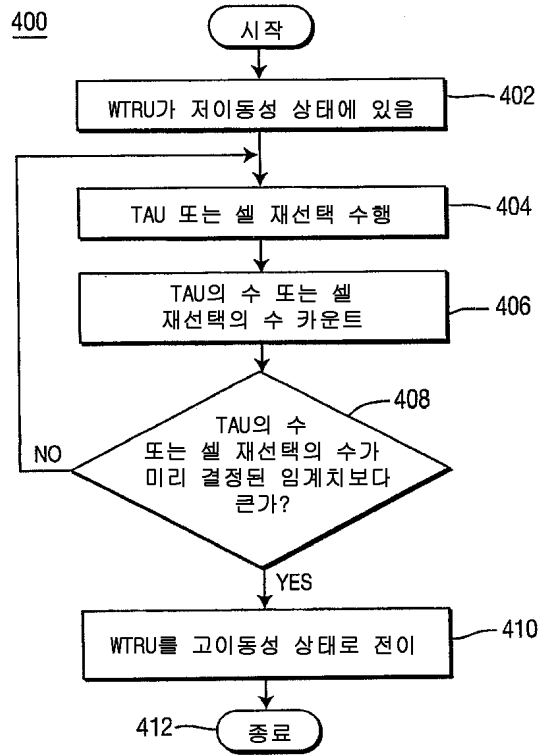 400
시작
WTRU가 저이동성 상태에 있음
402
TAU 또는 셀 재선택 수행
404
TAU의 수 또는 셀
재선택의 수 카운트
406
408
TAU의 수
또는 셀 재선택의 수가
미리 결정된 임계치보다
큰가?
NO
YES
WTRU를 고이동성 상태로 전이
410
412
종료